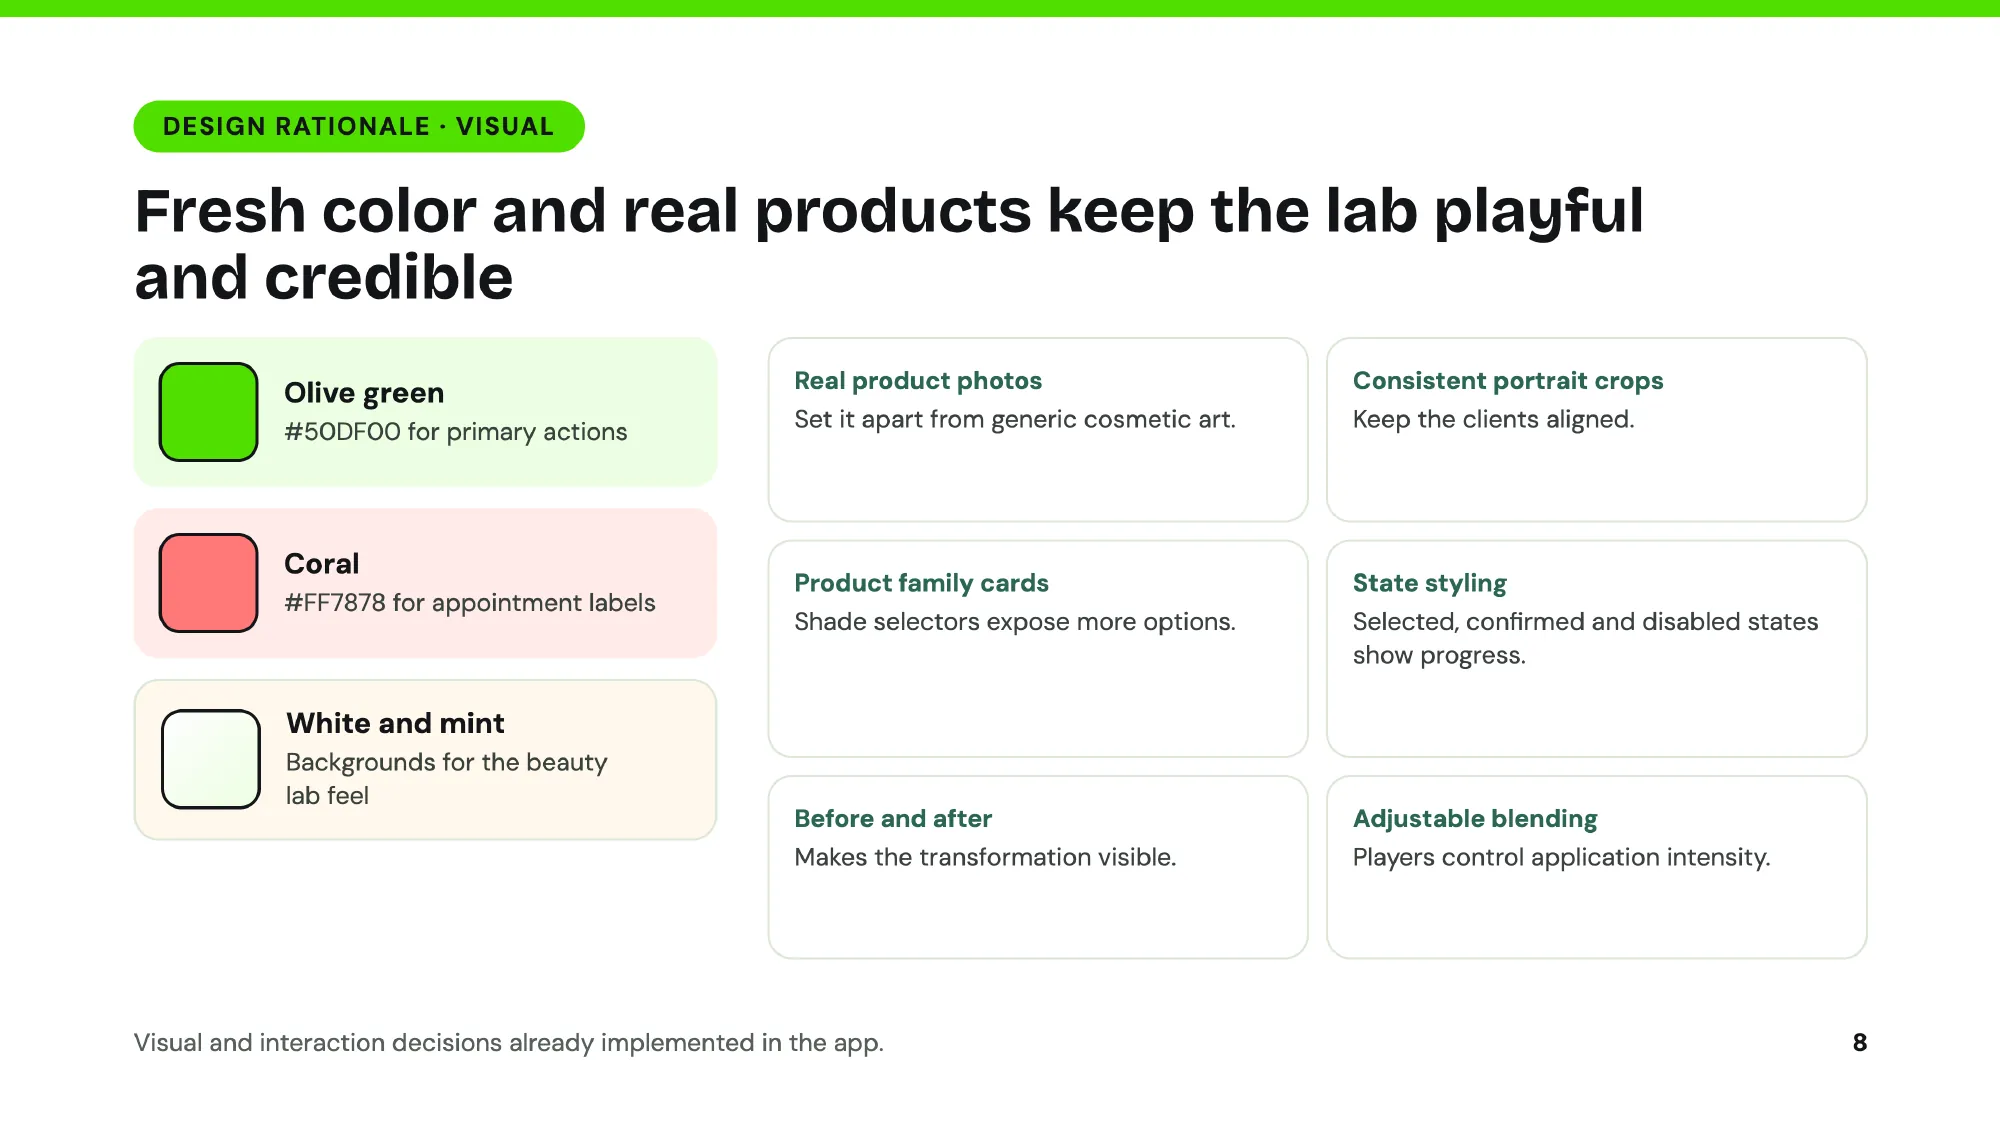 DESIGN RATIONALE · VISUAL
Fresh color and real products keep the lab playful
and credible
Olive green
#50DF00 for primary actions
Coral
#FF7878 for appointment labels
White and mint
Backgrounds for the beauty
lab feel
Real product photos
Set it apart from generic cosmetic art.
Consistent portrait crops
Keep the clients aligned.
Product family cards
Shade selectors expose more options.
State styling
Selected, confirmed and disabled states
show progress.
Before and after
Makes the transformation visible.
Adjustable blending
Players control application intensity.
Visual and interaction decisions already implemented in the app.
8